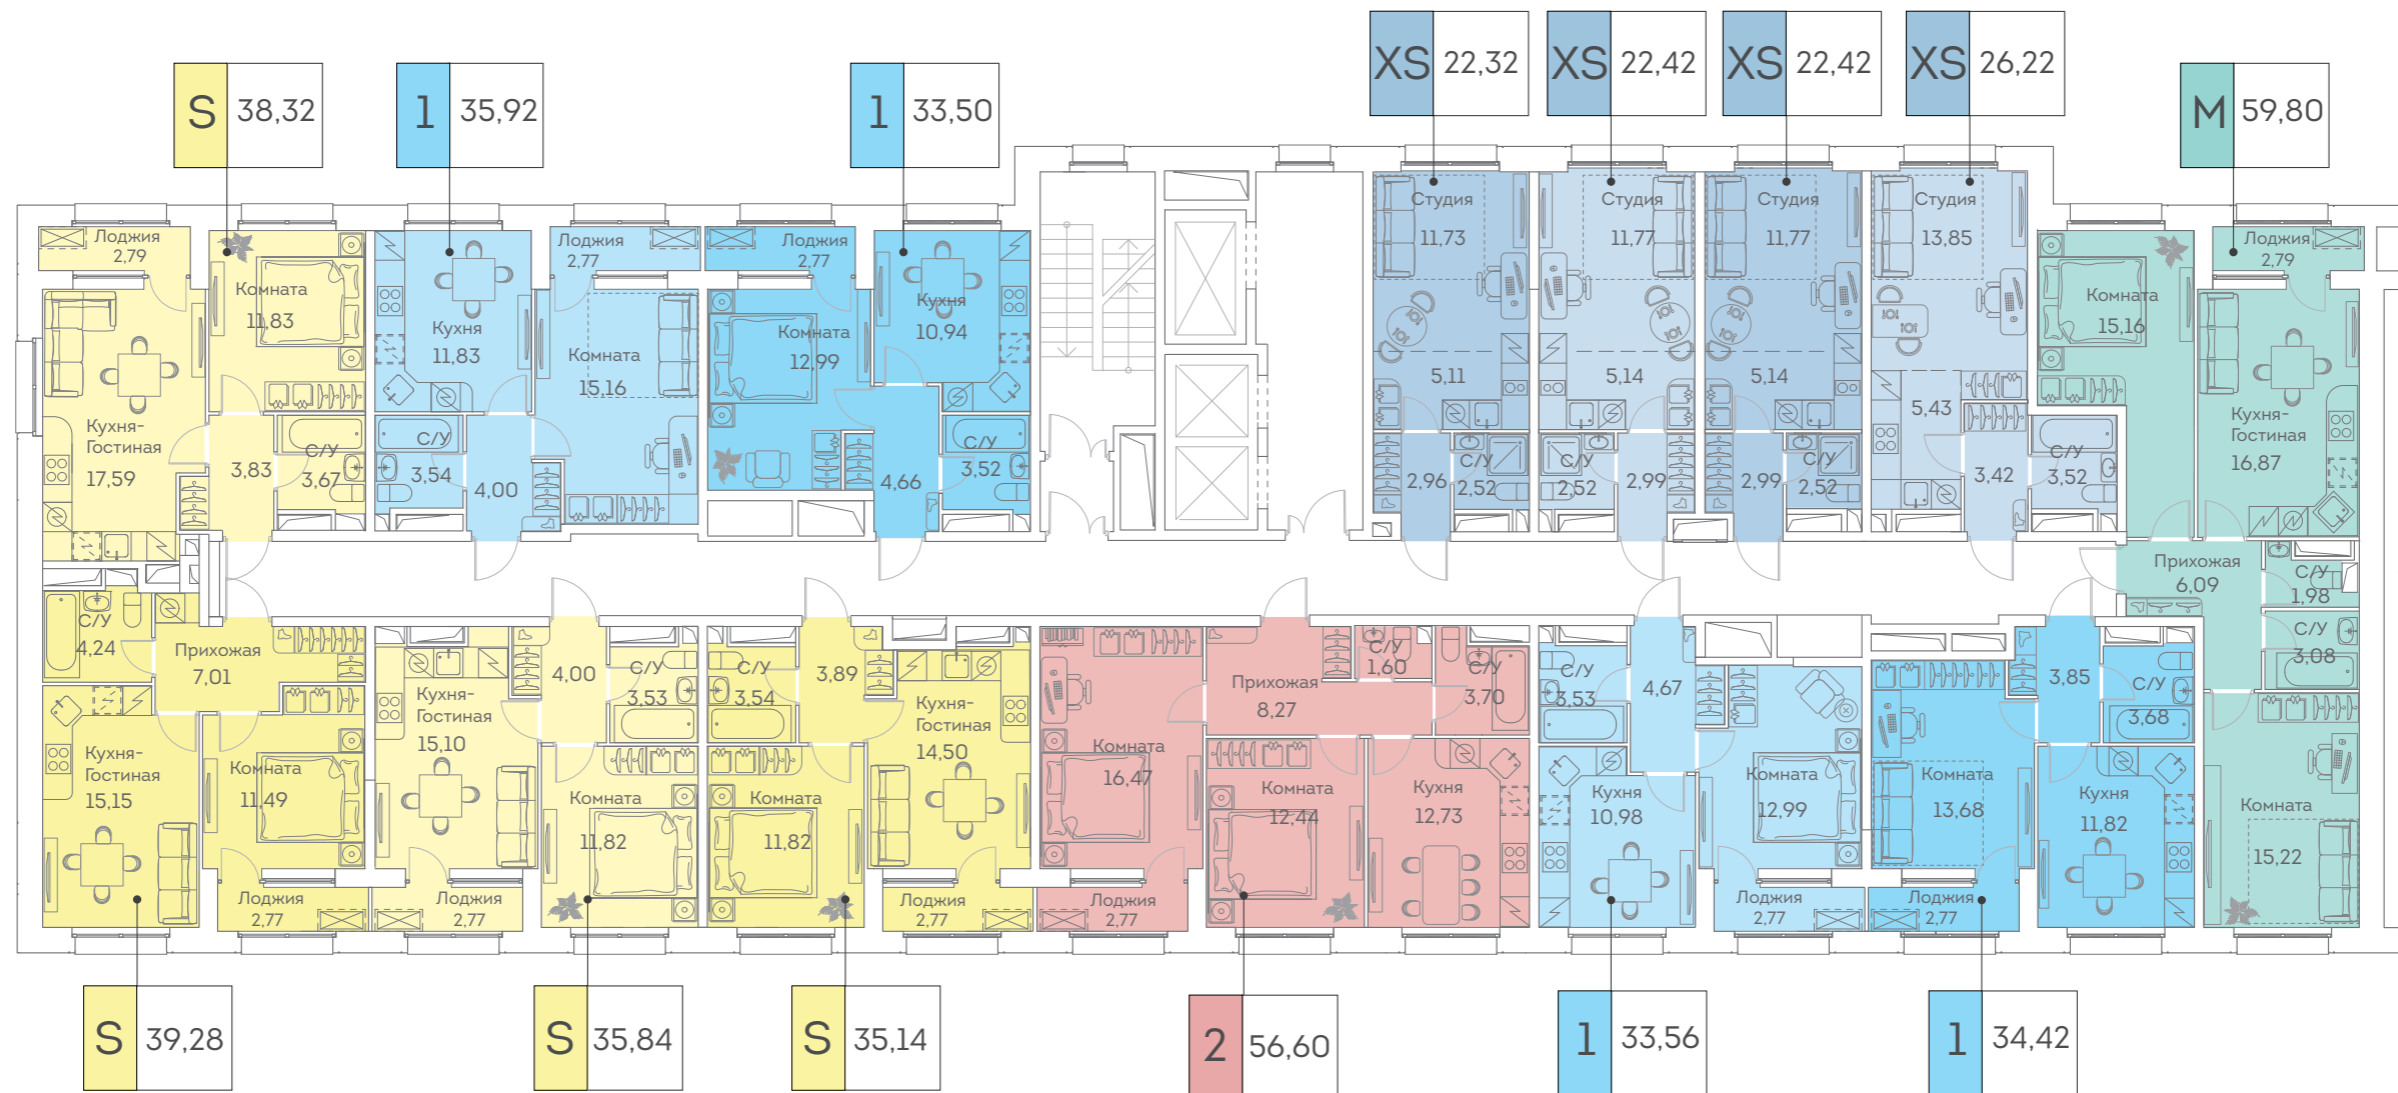 XS 22,32
XS 22,42
XS 22,42
XS 26,22
S 38,32
1 35,92
1 33,50
M 59,80
Лоджия
2,79
Комната
11,83
Кухня-
Гостиная
17,59
3,83
С/У
3,67
Кухня
11,83
Лоджия
2,77
Комната
15,16
С/У
3,54
4,00
Лоджия
2,77
Комната
12,99
Кухня
10,94
4,66
С/У
3,52
Студия
11,73
5,11
2,96
С/У
2,52
Студия
11,77
5,14
С/У
2,52
2,99
Студия
11,77
5,14
2,99
С/У
2,52
Студия
13,85
5,43
3,42
С/У
3,52
Комната
15,16
Лоджия
2,79
Кухня-
Гостиная
16,87
Прихожая
6,09
С/У
1,98
С/У
3,08
Комната
15,22
С/У
4,24
Прихожая
7,01
Кухня-
Гостиная
15,15
Комната
11,49
Лоджия
2,77
Кухня-
Гостиная
15,10
Лоджия
2,77
4,00
С/У
3,53
Комната
11,82
С/У
3,54
3,89
Комната
11,82
Кухня-
Гостиная
14,50
Лоджия
2,77
Комната
16,47
Лоджия
2,77
Прихожая
8,27
С/У
1,60
С/У
3,70
Комната
12,44
Кухня
12,73
С/У
3,53
4,67
Кухня
10,98
Комната
12,99
Лоджия
2,77
Комната
13,68
Лоджия
2,77
3,85
С/У
3,68
Кухня
11,82
S 39,28
S 35,84
S 35,14
2 56,60
1 33,56
1 34,42